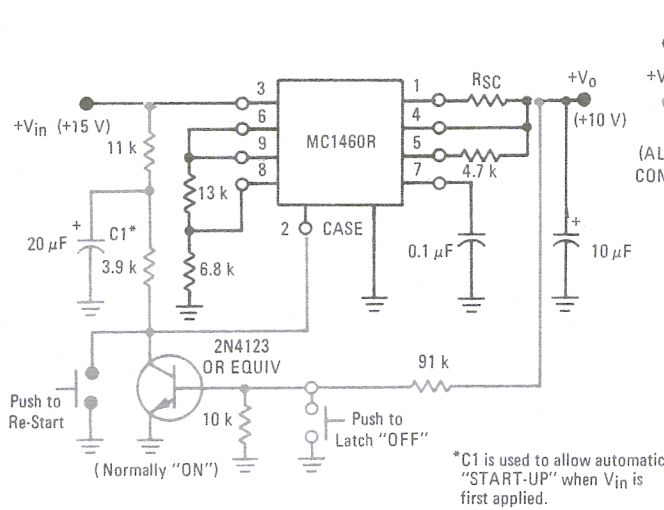 3
1
RSC
+Vo
+V
+Vin (+15 V)
6
4
(+10 V)
11 k
9
MC1460R
5
8
4.7 k
7
(AL
CON
13 k
+
C1*
20 µF
2
CASE
3.9 k
6.8 k
0.1 µF
+
10 µF
2N4123
OR EQUIV
91 k
Push to
Re-Start
10 k
Push to
Latch "OFF"
(Normally "ON")
*C1 is used to allow automatic
"START-UP" when Vin is
first applied.